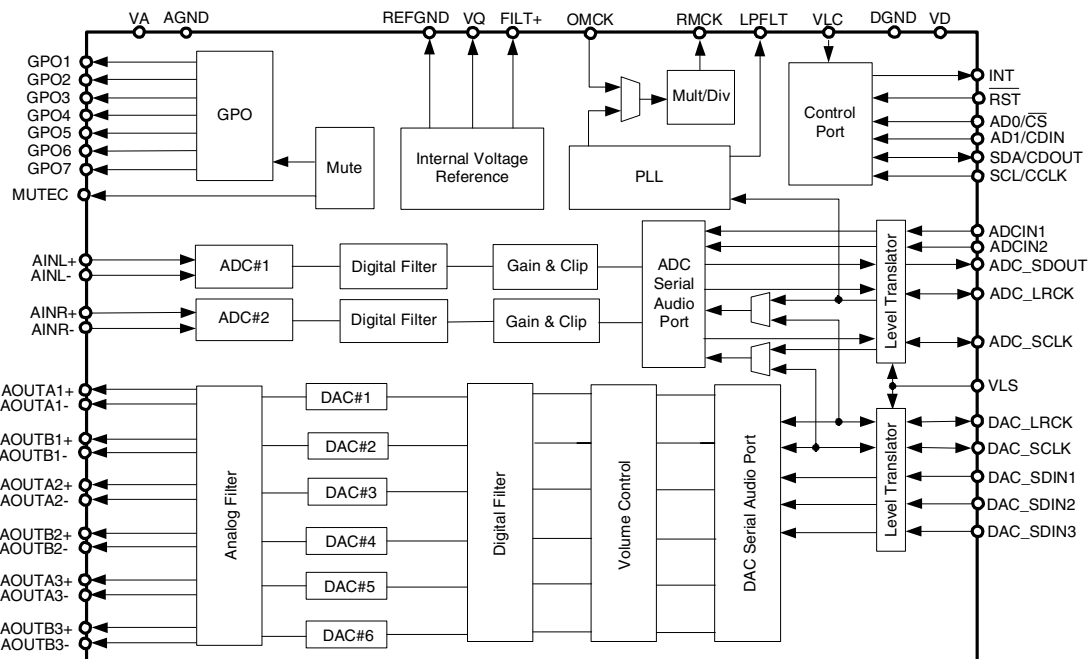 VA
AGND
REFGND
VQ
FILT+
OMCK
RMCK
LPFLT
VLC
DGND
VD
GPO1
GPO2
GPO3
GPO4
GPO5
GPO6
GPO7
MUTEC
GPO
Mute
Internal Voltage
Reference
Mult/Div
PLL
Control
Port
INT
RST
AD0/CS
AD1/CDIN
SDA/CDOUT
SCL/CCLK
AINL+
AINL-
AINR+
AINR-
ADC#1
Digital Filter
Gain & Clip
ADC#2
Digital Filter
Gain & Clip
ADC
Serial
Audio
Port
Level Translator
ADCIN1
ADCIN2
ADC_SDOUT
ADC_LRCK
ADC_SCLK
VLS
AOUTA1+
AOUTA1-
AOUTB1+
AOUTB1-
AOUTA2+
AOUTA2-
AOUTB2+
AOUTB2-
AOUTA3+
AOUTA3-
AOUTB3+
AOUTB3-
Analog Filter
DAC#1
DAC#2
DAC#3
DAC#4
DAC#5
DAC#6
Digital Filter
Volume Control
DAC Serial Audio Port
Level Translator
DAC_LRCK
DAC_SCLK
DAC_SDIN1
DAC_SDIN2
DAC_SDIN3